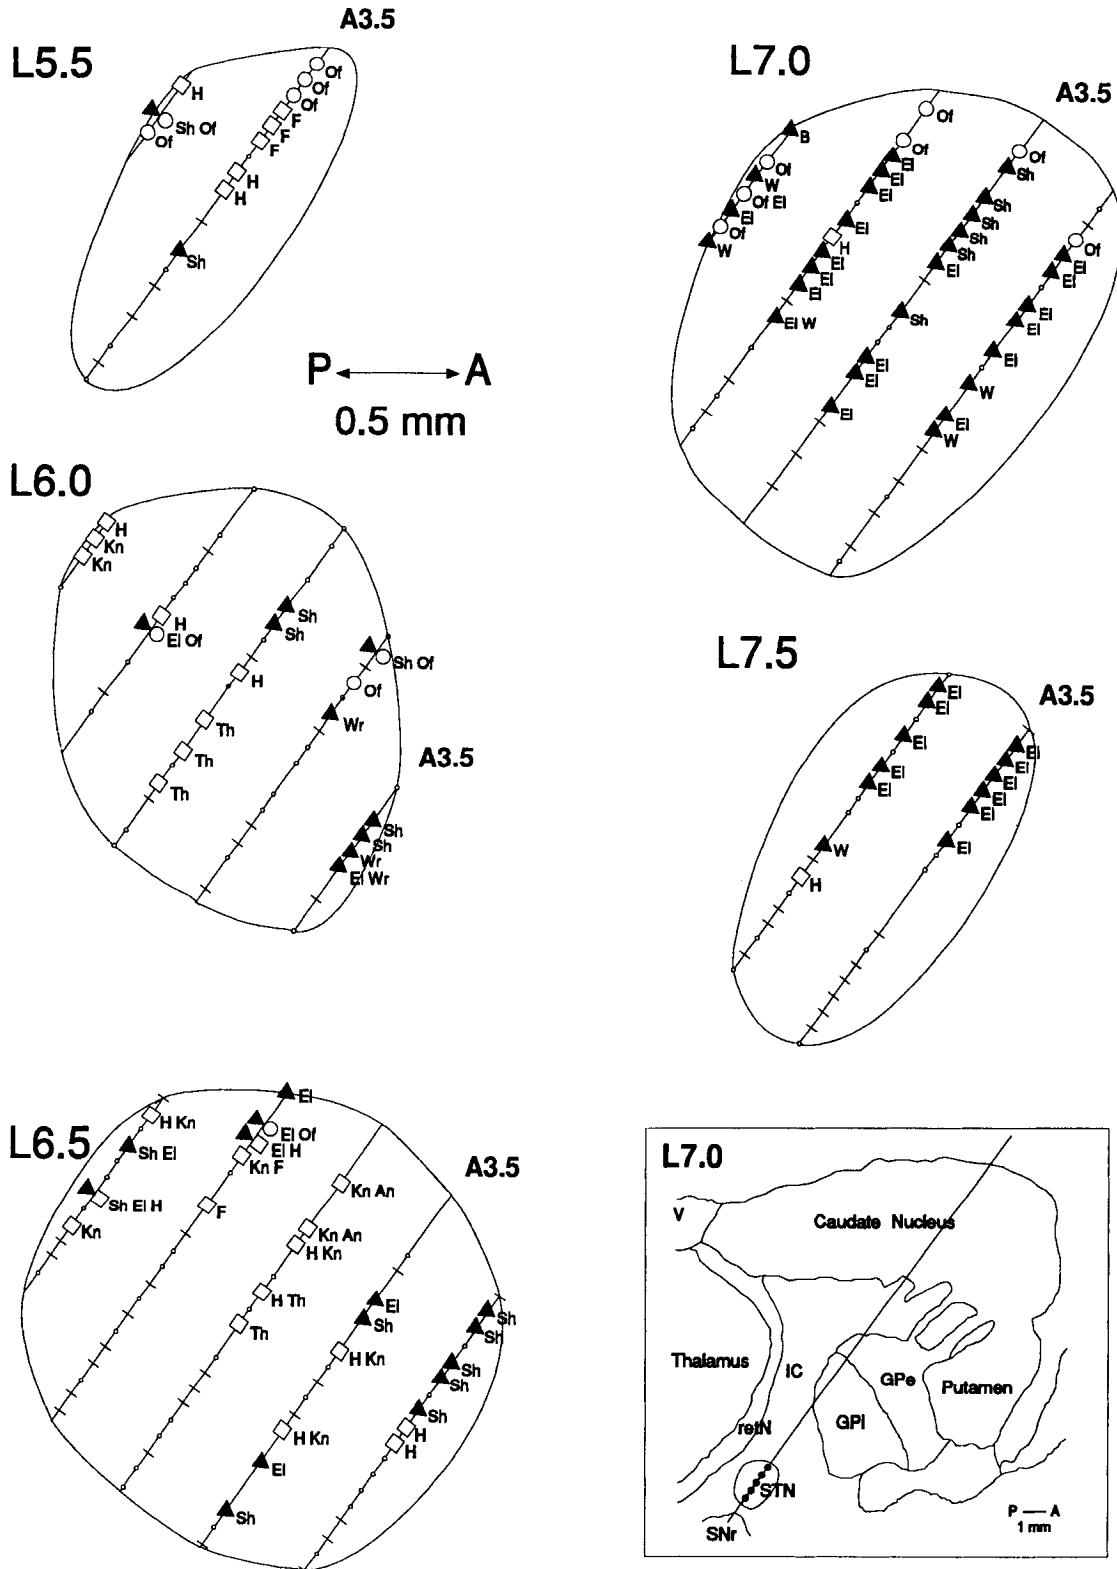 L5.5
A3.5
H
Sh Of
Of
Of
Of
Of
F
F
F
H
H
Sh
P A
0.5 mm
L6.0
H
Kn
Kn
H
El Of
Sh
Sh
H
Th
Th
Th
Sh Of
Of
Wr
A3.5
Sh
Sh
Wr
El Wr
L6.5
A3.5
H Kn
Sh El
Sh El H
Kn
El
El Of
El H
Kn F
F
Kn An
Kn An
H Kn
H Th
Th
El
Sh
H Kn
H Kn
El
Sh
Sh
Sh
Sh
Sh
Sh
H
H
L7.0
A3.5
B
Of
W
Of El
El
Of
W
Of
Of
El
El
El
El
H
El
El
El
El W
Of
Sh
Sh
Sh
Sh
Sh
El
Sh
El
El
El
Of
El
El
El
El
El
W
El
W
L7.5
A3.5
El
El
El
El
El
W
H
El
El
El
El
El
El
L7.0
V
Caudate Nucleus
Thalamus
IC
GPe
Putamen
GPi
retN
STN
SNr
P — A
1 mm